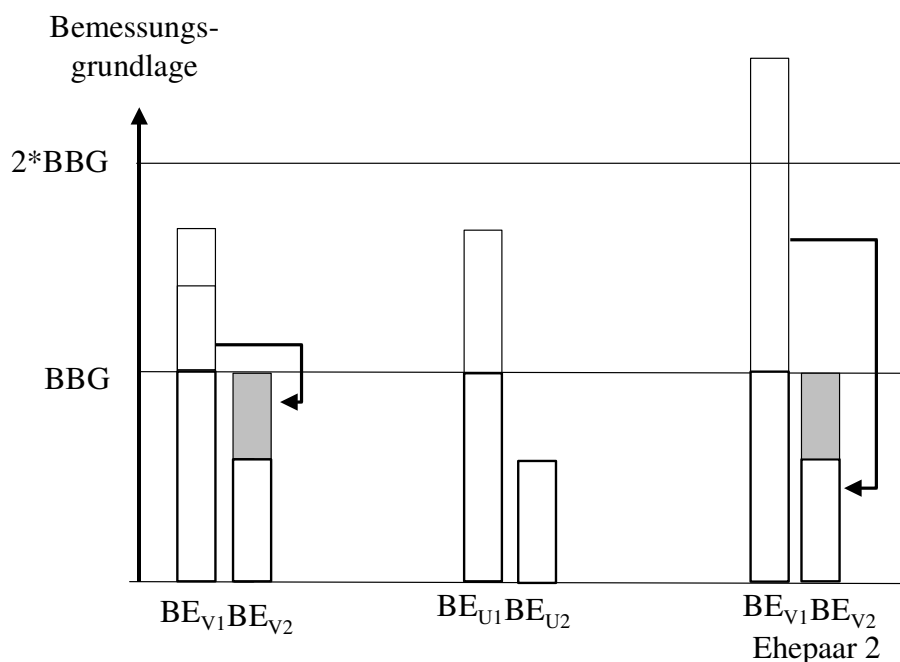 Bemessungs-
grundlage
2*BBG
BBG
BE_V1 BE_V2
BE_U1 BE_U2
BE_V1 BE_V2
Ehepaar 2